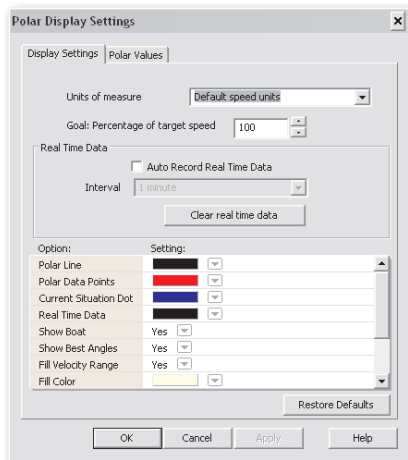 Polar Display Settings
Display Settings Polar Values
Units of measure Default speed units
Goal: Percentage of target speed 100
Real Time Data
Auto Record Real Time Data
Interval 1 minute
Clear real time data
Option: Setting:
Polar Line
Polar Data Points
Current Situation Dot
Real Time Data
Show Boat Yes
Show Best Angles Yes
Fill Velocity Range Yes
Fill Color
Restore Defaults
OK Cancel Apply Help